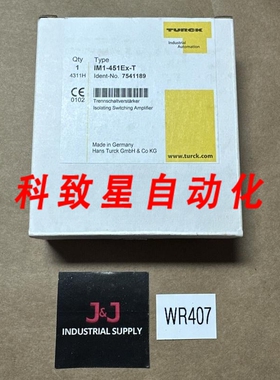 Qty
1
4311H
Type
IM1-451Ex-T
Ident-No. 7541189
TURCK
Industrial
Automation
CE
0102
Trennschaltverstärker
Isolating Switching Amplifier
Made in Germany
Hans Turck GmbH & Co KG
www.turck.com
科致星自动化
J&J
INDUSTRIAL SUPPLY
WR407